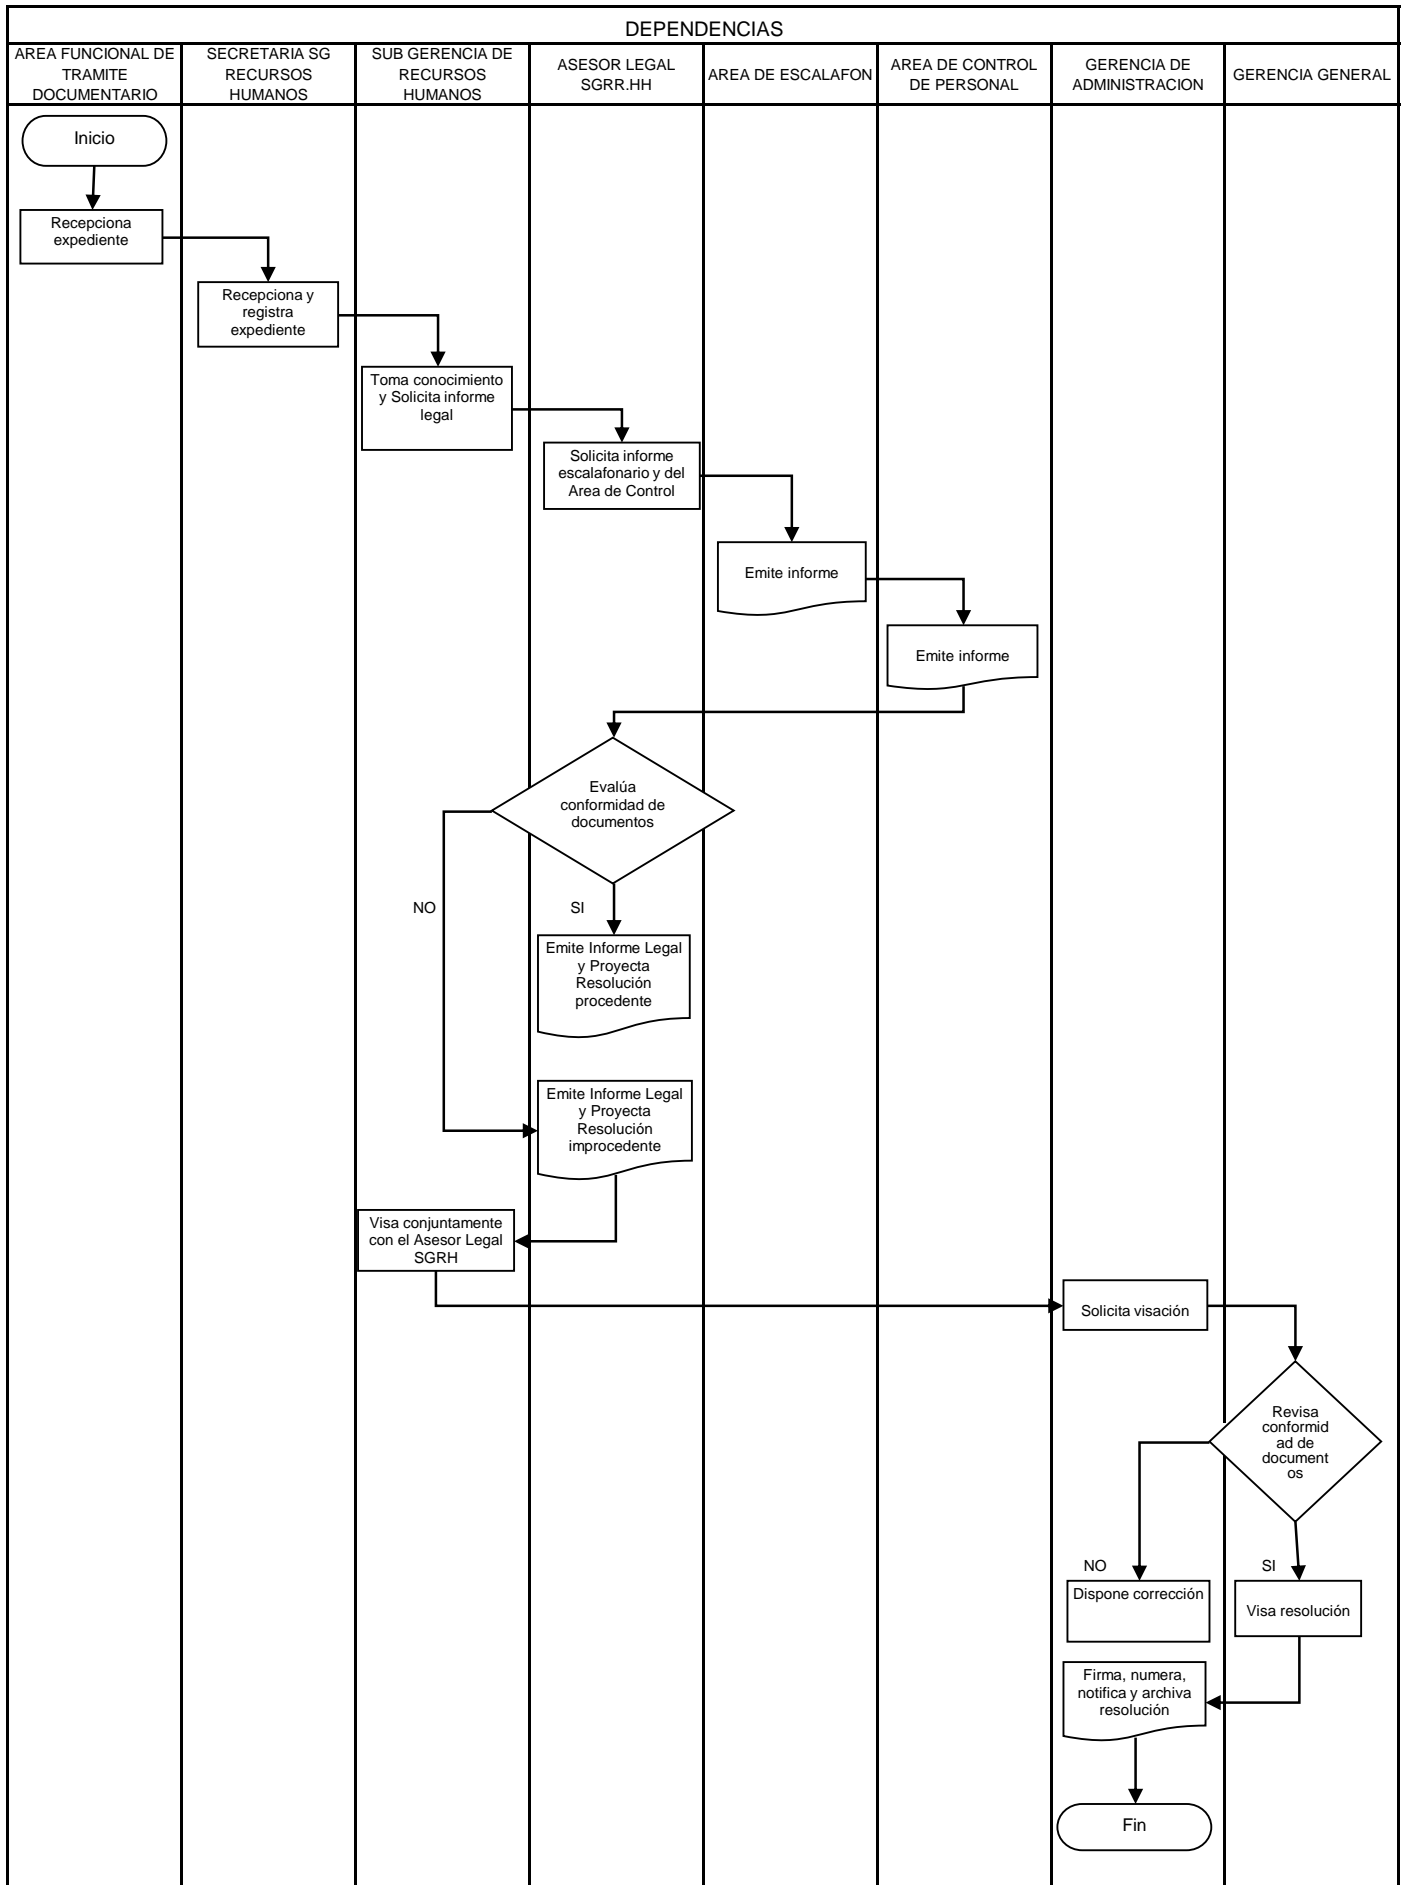 DEPENDENCIAS
AREA FUNCIONAL DE
TRAMITE
DOCUMENTARIO
SECRETARIA SG
RECURSOS
HUMANOS
SUB GERENCIA DE
RECURSOS
HUMANOS
ASESOR LEGAL
SGRR.HH
AREA DE ESCALAFON
AREA DE CONTROL
DE PERSONAL
GERENCIA DE
ADMINISTRACION
GERENCIA GENERAL
Inicio
Recepciona
expediente
Recepciona y
registra
expediente
Toma conocimiento
y Solicita informe
legal
Solicita informe
escalafonario y del
Area de Control
Emite informe
Emite informe
Evalúa
conformidad de
documentos
NO
SI
Emite Informe Legal
y Proyecta
Resolución
procedente
Emite Informe Legal
y Proyecta
Resolución
improcedente
Visa conjuntamente
con el Asesor Legal
SGRH
Solicita visación
Revisa
conformid
ad de
document
os
NO
SI
Dispone corrección
Visa resolución
Firma, numera,
notifica y archiva
resolución
Fin